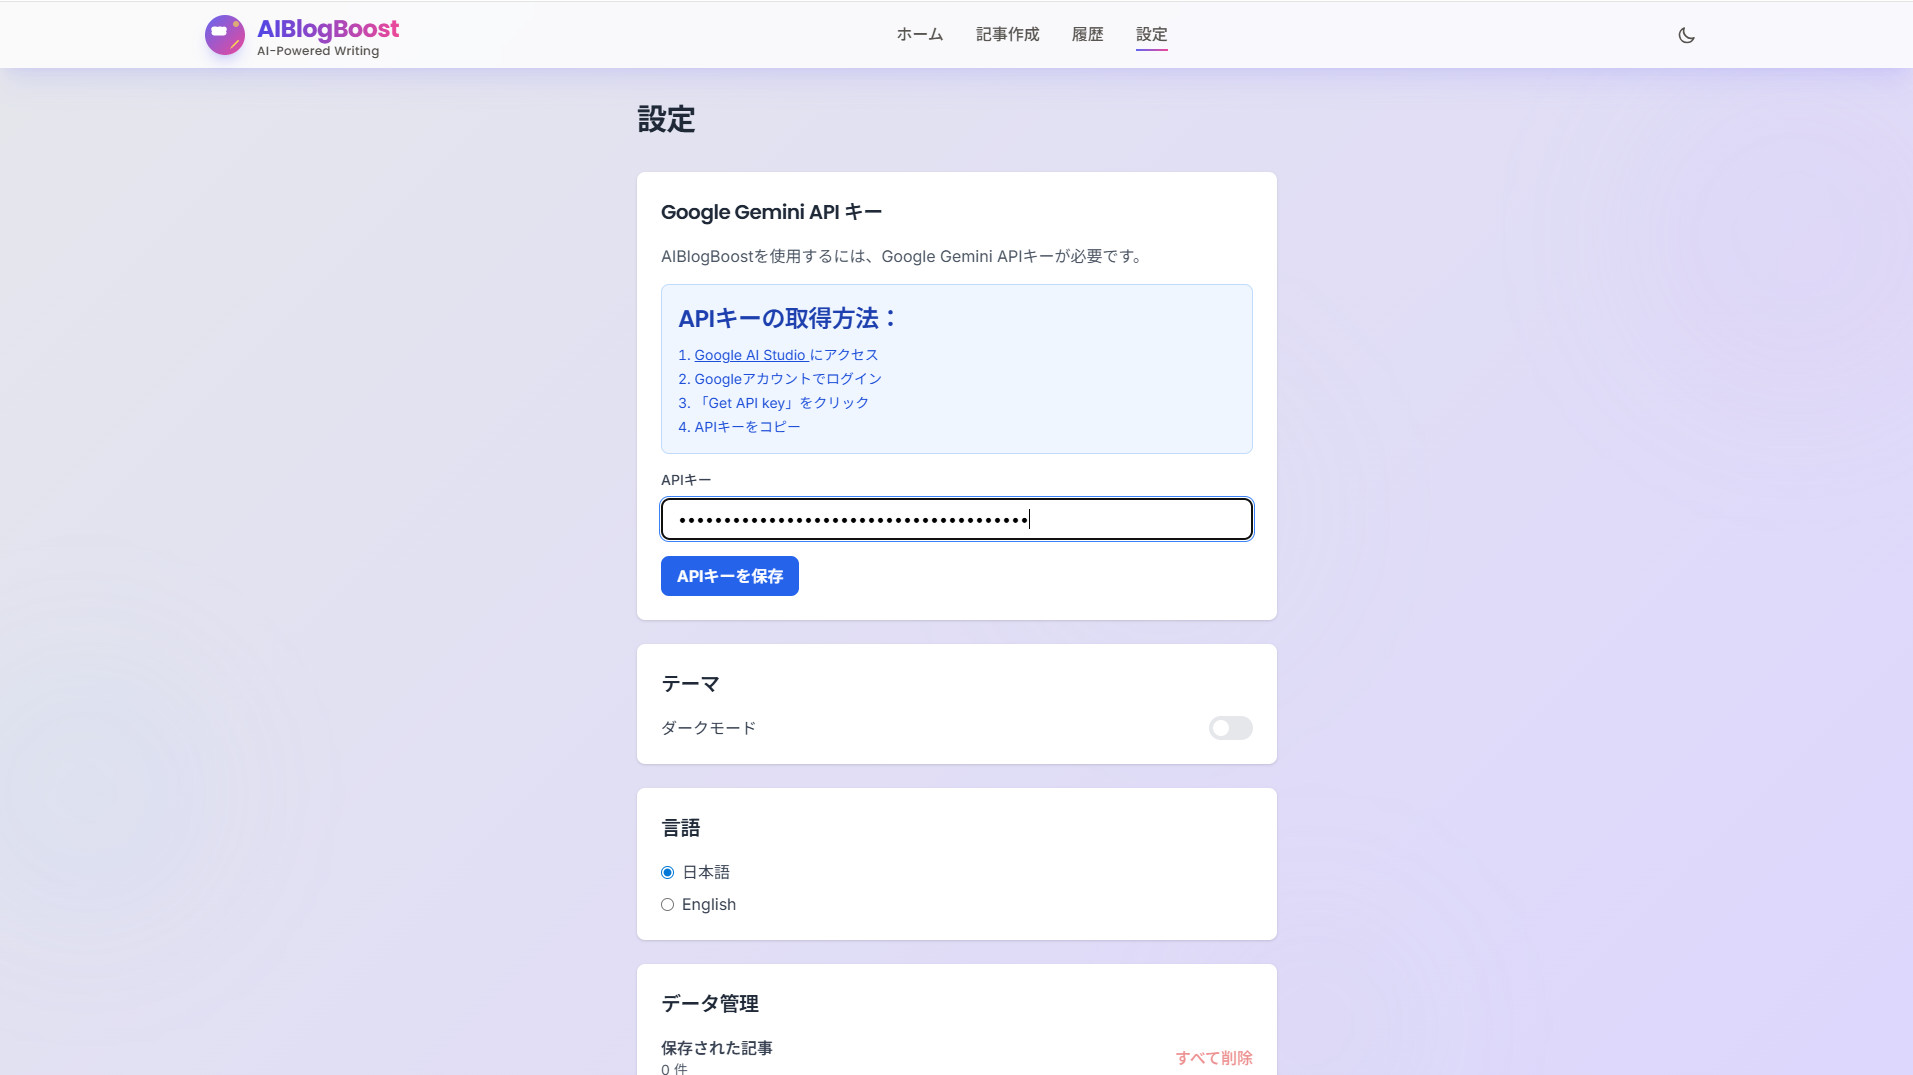 AIBlogBoost
AI-Powered Writing
ホーム 記事作成 履歴 設定
設定
Google Gemini API キー
AIBlogBoostを使用するには、Google Gemini APIキーが必要です。
APIキーの取得方法：
1. Google AI Studio にアクセス
2. Googleアカウントでログイン
3. 「Get API key」をクリック
4. APIキーをコピー
APIキー
•••••••••••••••••••••••••••••••••••••••
APIキーを保存
テーマ
ダークモード
言語
日本語
English
データ管理
保存された記事
0 件
すべて削除